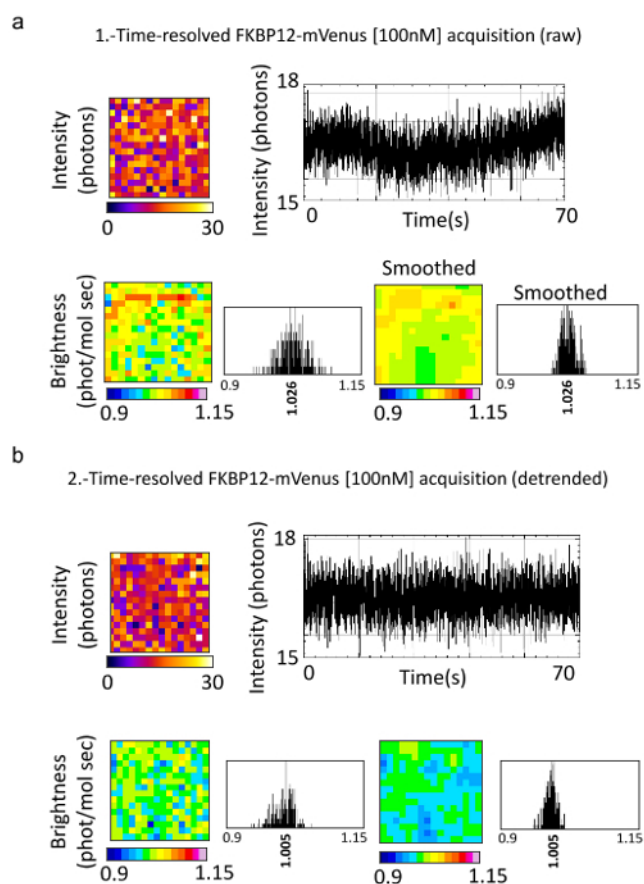 a
1.-Time-resolved FKBP12-mVenus [100nM] acquisition (raw)
Intensity
(photons)
0 30
Intensity (photons)
18
15
0 Time(s) 70
Brightness
(phot/mol sec)
0.9 1.15
0.9 1.026 1.15
Smoothed
0.9 1.15
Smoothed
0.9 1.026 1.15
b
2.-Time-resolved FKBP12-mVenus [100nM] acquisition (detrended)
Intensity
(photons)
0 30
Intensity (photons)
18
15
0 Time(s) 70
Brightness
(phot/mol sec)
0.9 1.15
0.9 1.005 1.15
0.9 1.15
0.9 1.005 1.15